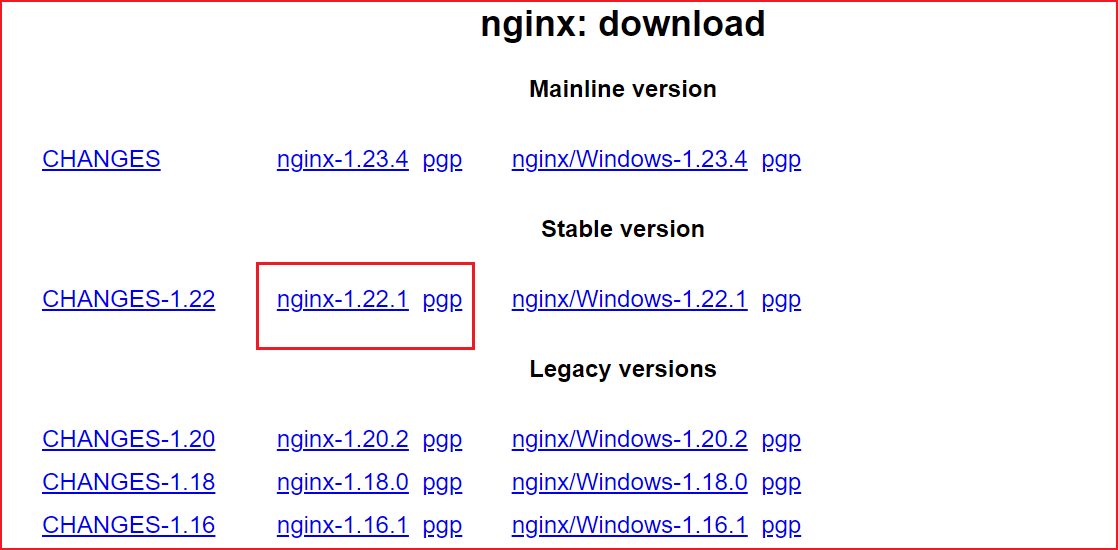 nginx: download
Mainline version
CHANGES nginx-1.23.4 pgp nginx/Windows-1.23.4 pgp
Stable version
CHANGES-1.22 nginx-1.22.1 pgp nginx/Windows-1.22.1 pgp
Legacy versions
CHANGES-1.20 nginx-1.20.2 pgp nginx/Windows-1.20.2 pgp
CHANGES-1.18 nginx-1.18.0 pgp nginx/Windows-1.18.0 pgp
CHANGES-1.16 nginx-1.16.1 pgp nginx/Windows-1.16.1 pgp